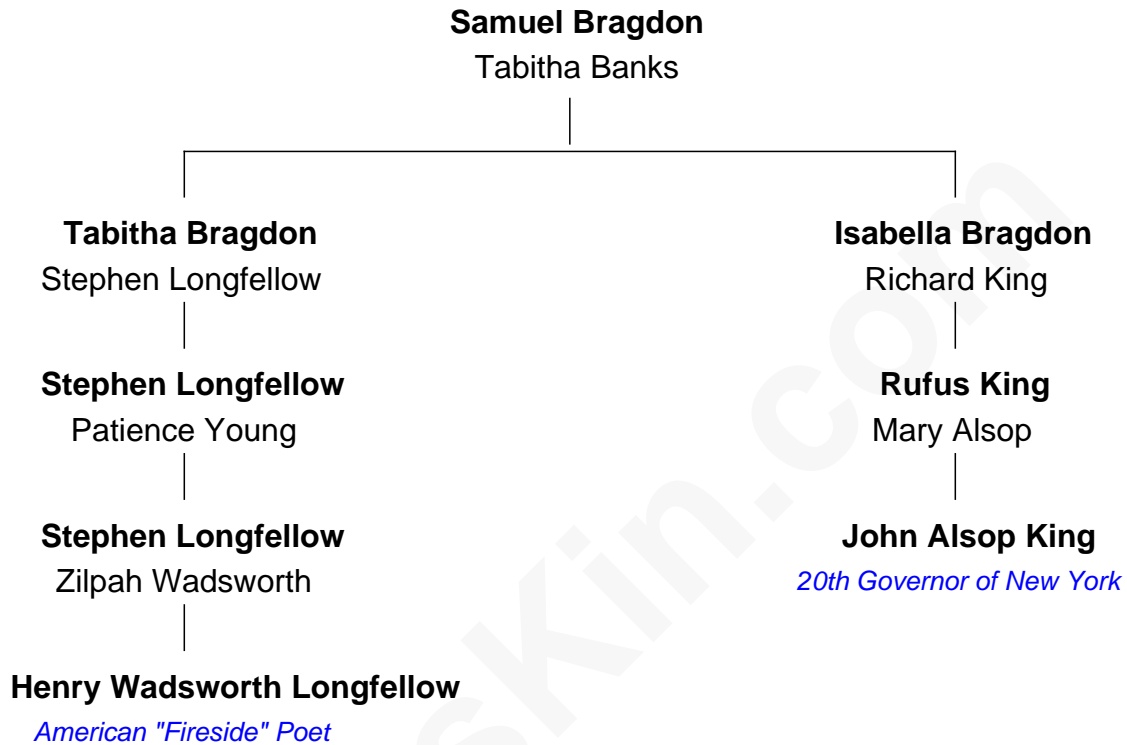 Samuel Bragdon
Tabitha Banks
Tabitha Bragdon
Stephen Longfellow
Isabella Bragdon
Richard King
Stephen Longfellow
Patience Young
Rufus King
Mary Alsop
Stephen Longfellow
Zilpah Wadsworth
John Alsop King
20th Governor of New York
Henry Wadsworth Longfellow
American "Fireside" Poet
sKin.com